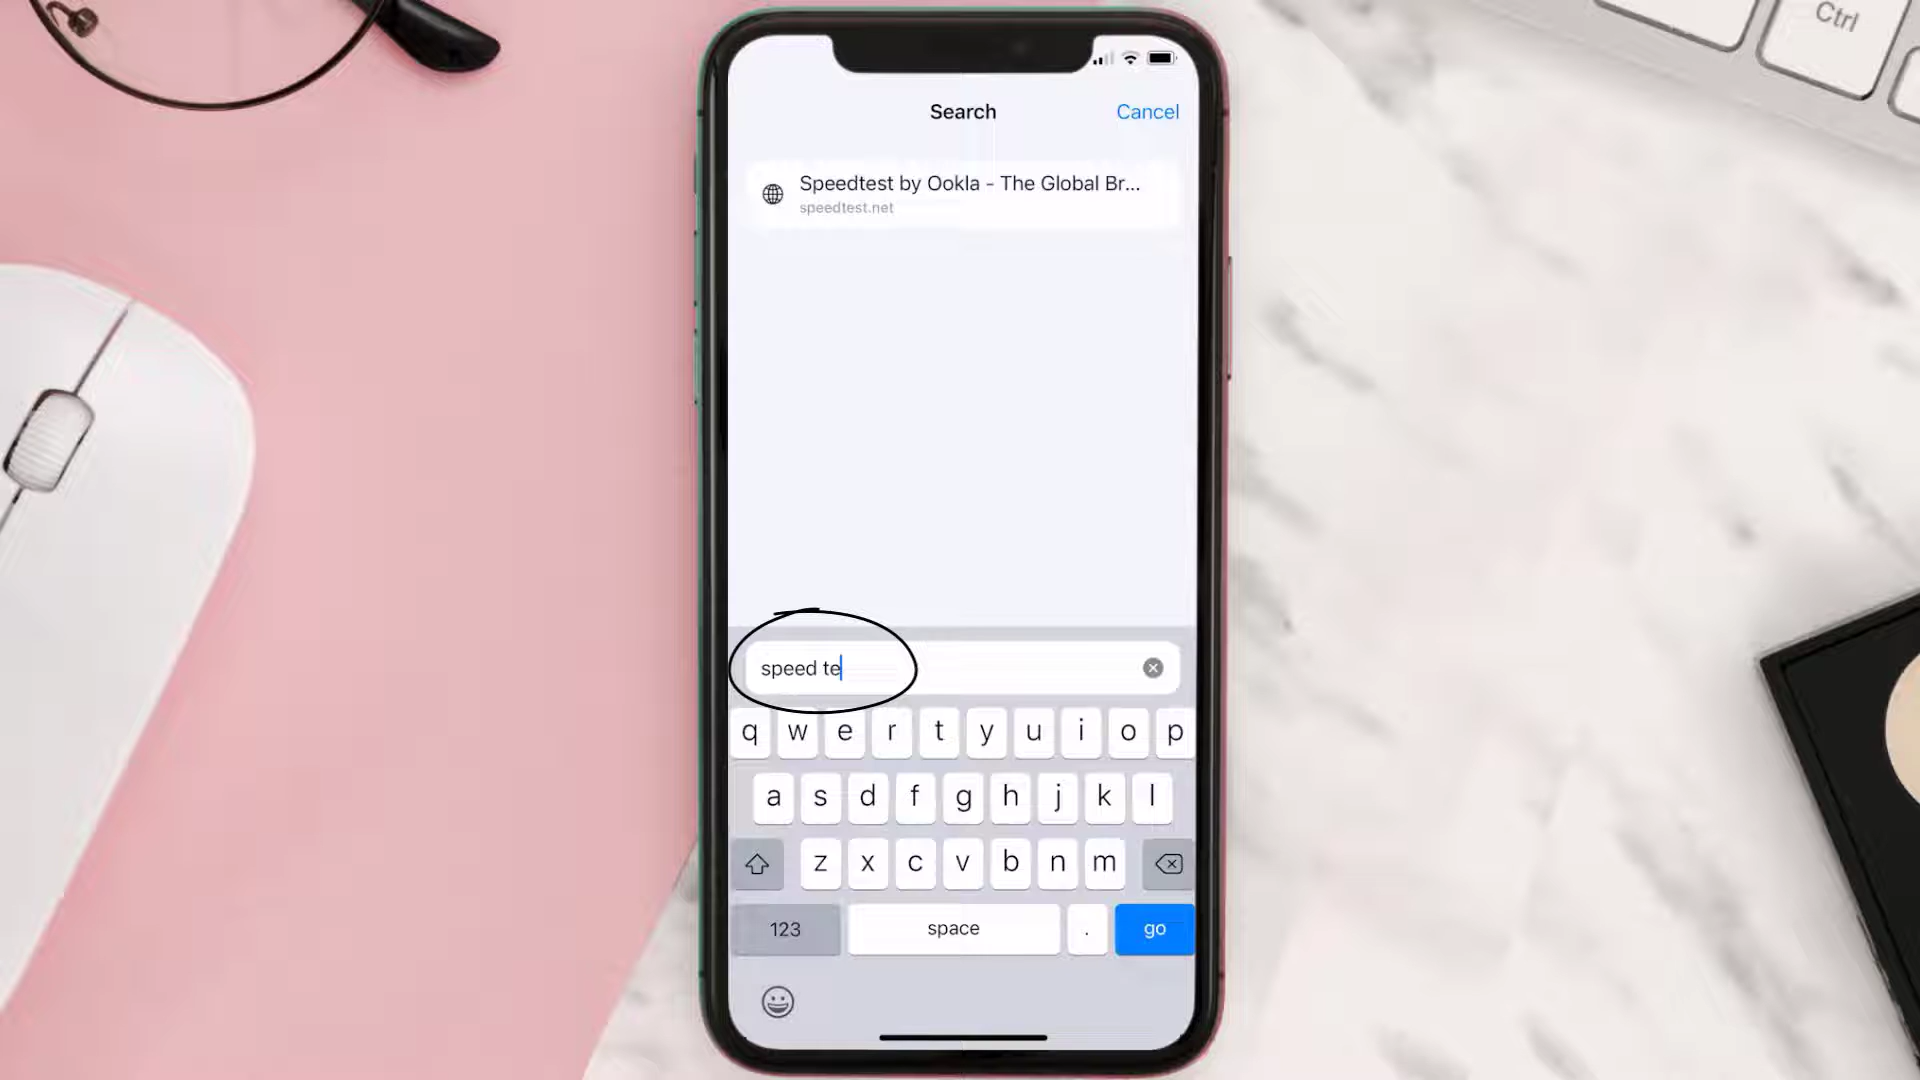 Ctrl
Search
Cancel
Speedtest by Ookla - The Global Br...
speedtest.net
speed te
q w e r t y u i o p
a s d f g h j k l
z x c v b n m
123 space . go